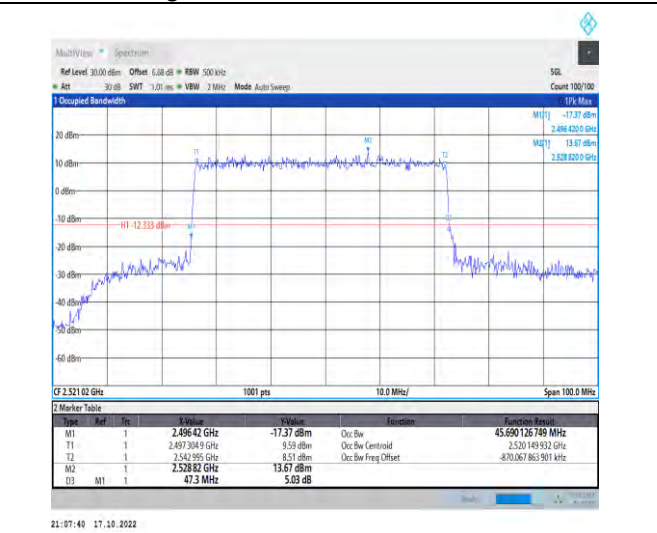 MultiView Spectrum
Ref Level 30.00 dBm Offset 6.68 dB RBW 500 kHz SGL
Att 30 dB SWT 1.01 ms VBW 2 MHz Mode Auto Sweep Count 100/100
1 Occupied Bandwidth 1Pk Max
M1[1] -17.37 dBm
2.496 420 0 GHz
20 dBm M2[1] 13.67 dBm
2.528 820 0 GHz
M2
T1 T2
10 dBm
0 dBm
-10 dBm
H1 -12.333 dBm M1 D3
-20 dBm
-30 dBm
-40 dBm
-50 dBm
-60 dBm
CF 2.521 02 GHz 1001 pts 10.0 MHz/ Span 100.0 MHz
2 Marker Table
Type Ref Trc X-Value Y-Value Function Function Result
M1 1 2.496 42 GHz -17.37 dBm Occ Bw 45.690 126 749 MHz
T1 1 2.497 304 9 GHz 9.59 dBm Occ Bw Centroid 2.520 149 932 GHz
T2 1 2.542 995 GHz 8.51 dBm Occ Bw Freq Offset -870.067 863 901 kHz
M2 1 2.528 82 GHz 13.67 dBm
D3 M1 1 47.3 MHz 5.03 dB
21:07:40 17.10.2022